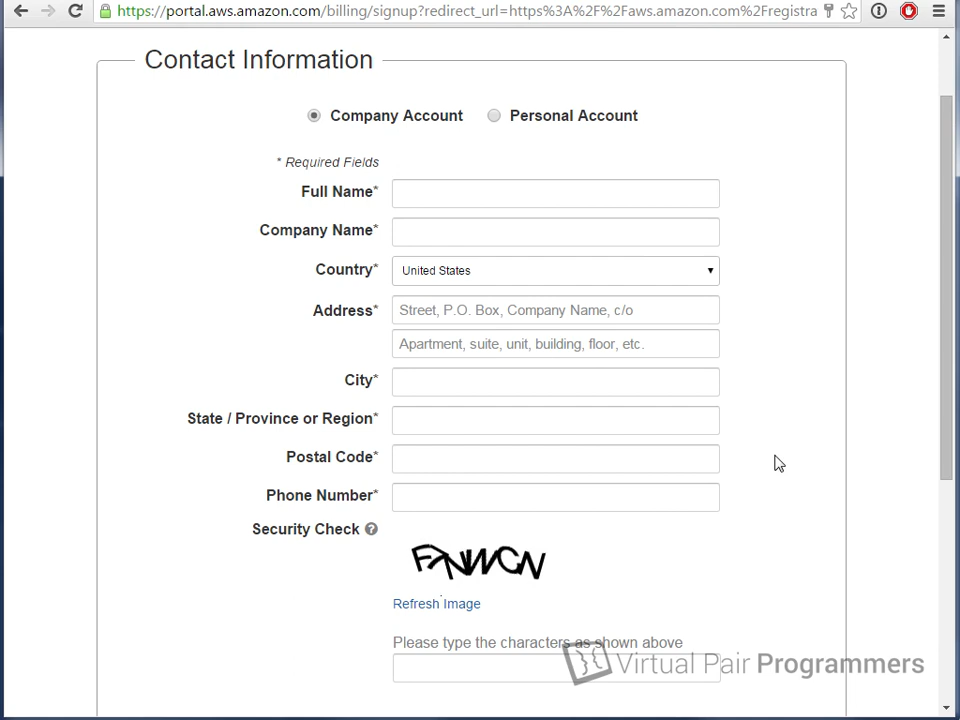 https://portal.aws.amazon.com/billing/signup?redirect_url=https%3A%2F%2Faws.amazon.com%2Fregistra
Contact Information
Company Account Personal Account
* Required Fields
Full Name*
Company Name*
Country* United States
Address* Street, P.O. Box, Company Name, c/o
Apartment, suite, unit, building, floor, etc.
City*
State / Province or Region*
Postal Code*
Phone Number*
Security Check ?
Refresh Image
Please type the characters as shown above
Virtual Pair Programmers